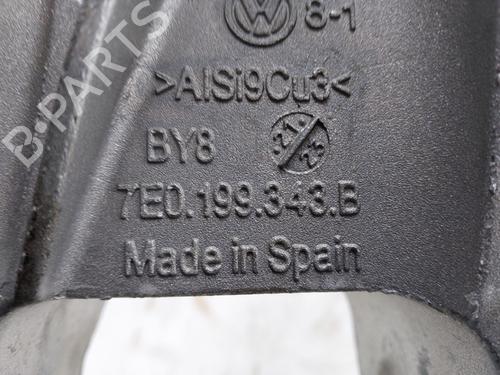 B-PARTS
8-1
>AlSi9Cu3<
BY8
21
23
7E0.199.343.B
Made in Spain